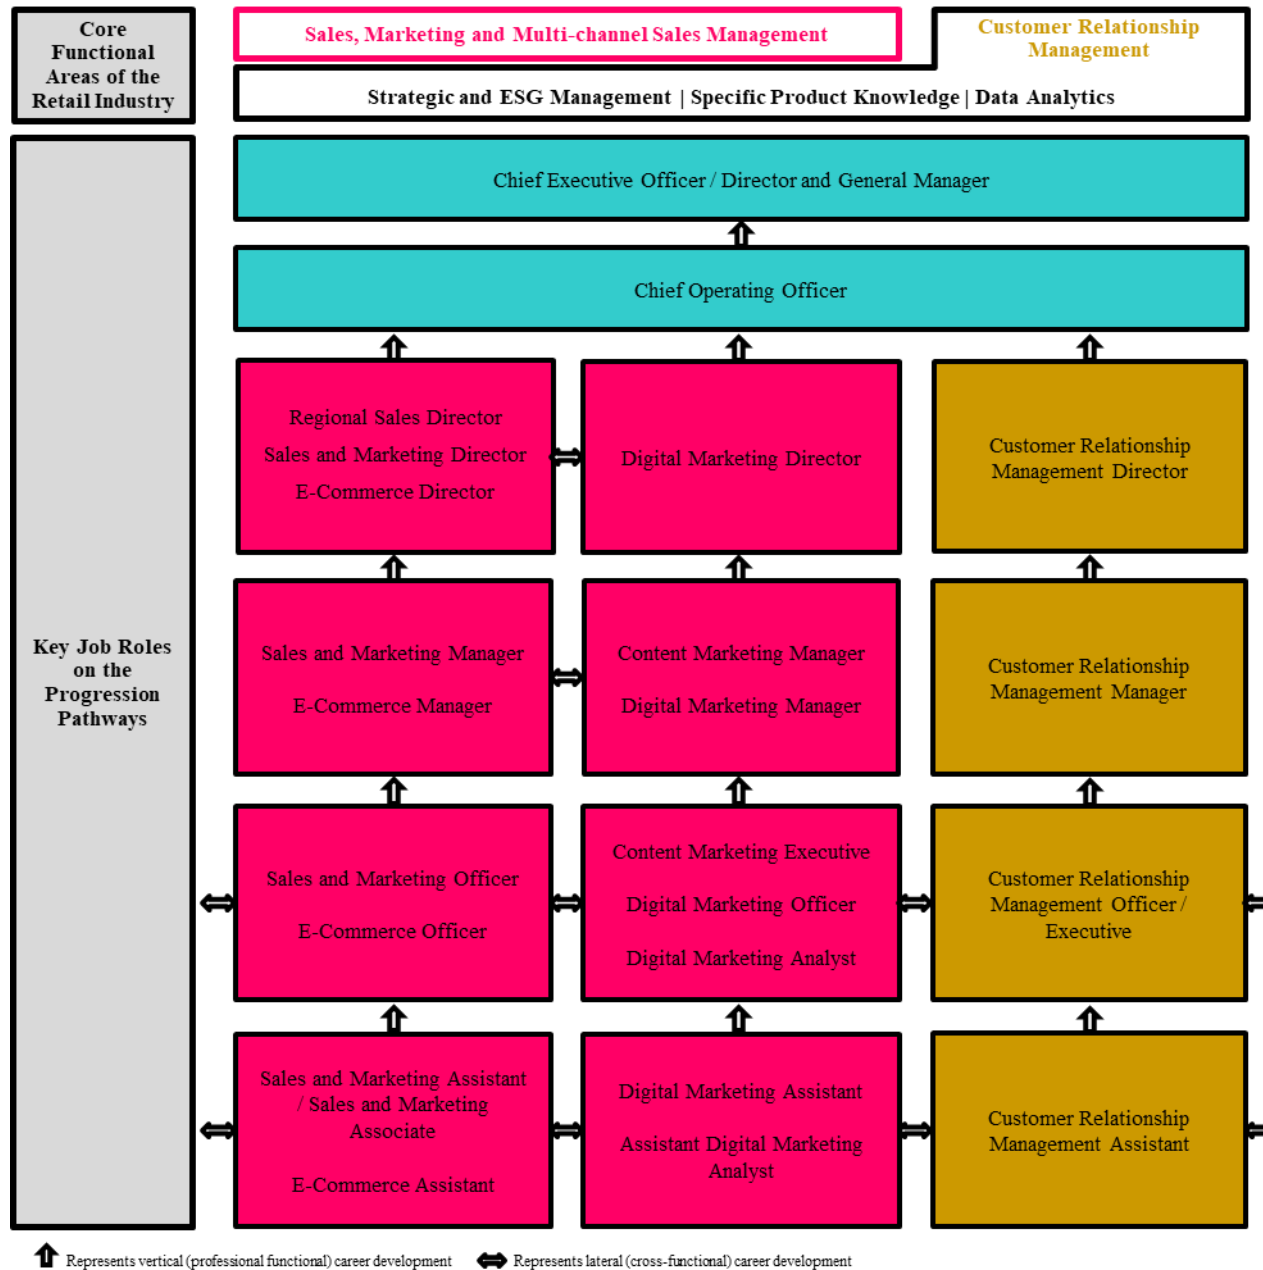 Core
Functional
Areas of the
Retail Industry
Sales, Marketing and Multi-channel Sales Management
Customer Relationship
Management
Strategic and ESG Management | Specific Product Knowledge | Data Analytics
Key Job Roles
on the
Progression
Pathways
Chief Executive Officer / Director and General Manager
Chief Operating Officer
Regional Sales Director
Sales and Marketing Director
E-Commerce Director
Digital Marketing Director
Customer Relationship
Management Director
Sales and Marketing Manager
E-Commerce Manager
Content Marketing Manager
Digital Marketing Manager
Customer Relationship
Management Manager
Sales and Marketing Officer
E-Commerce Officer
Content Marketing Executive
Digital Marketing Officer
Digital Marketing Analyst
Customer Relationship
Management Officer /
Executive
Sales and Marketing Assistant
/ Sales and Marketing
Associate
E-Commerce Assistant
Digital Marketing Assistant
Assistant Digital Marketing
Analyst
Customer Relationship
Management Assistant
Represents vertical (professional functional) career development
Represents lateral (cross-functional) career development